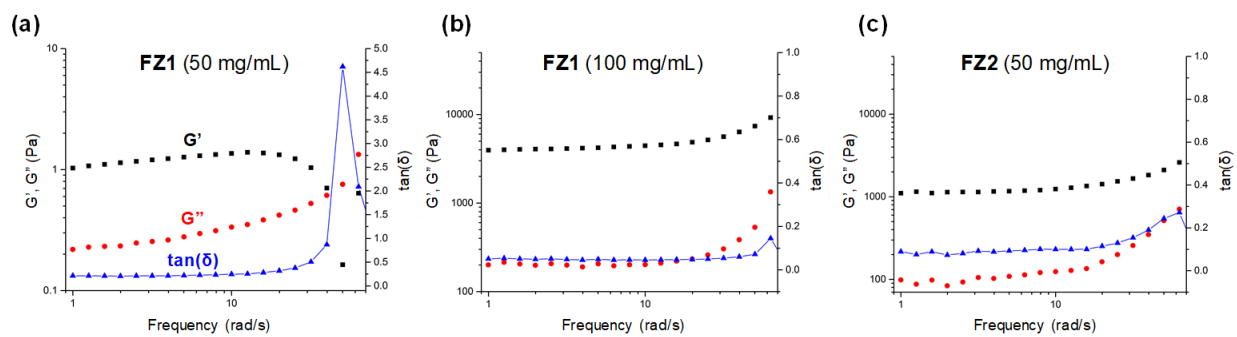 (a)
FZ1 (50 mg/mL)
G', G" (Pa)
10
1
0.1
G'
G"
tan(δ)
5.0
4.5
4.0
3.5
3.0
2.5
2.0
1.5
1.0
0.5
0.0
tan(δ)
1
10
Frequency (rad/s)
(b)
FZ1 (100 mg/mL)
G', G" (Pa)
10000
1000
100
1.0
0.8
0.6
0.4
0.2
0.0
tan(δ)
1
10
Frequency (rad/s)
(c)
FZ2 (50 mg/mL)
G', G" (Pa)
10000
1000
100
1.0
0.8
0.6
0.4
0.2
0.0
tan(δ)
1
10
Frequency (rad/s)